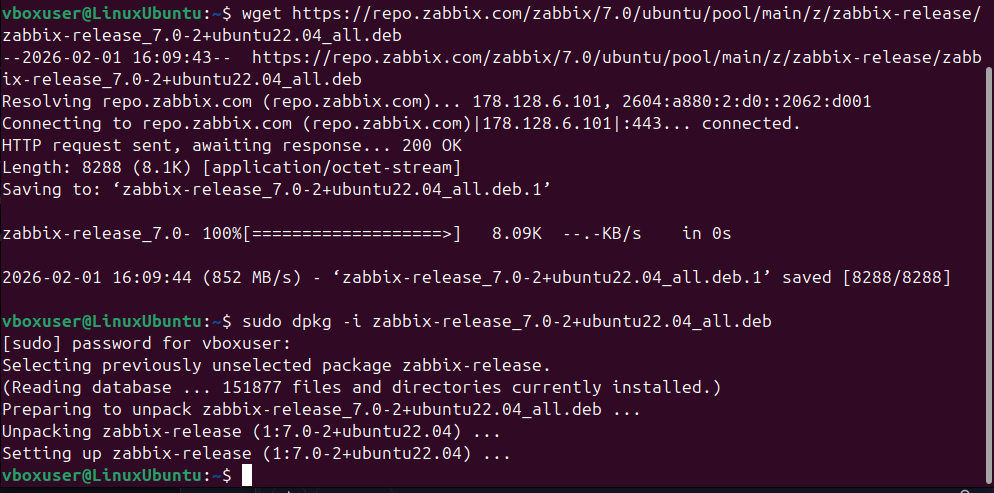 vboxuser@LinuxUbuntu:~$ wget https://repo.zabbix.com/zabbix/7.0/ubuntu/pool/main/z/zabbix-release/
zabbix-release_7.0-2+ubuntu22.04_all.deb
--2026-02-01 16:09:43--  https://repo.zabbix.com/zabbix/7.0/ubuntu/pool/main/z/zabbix-release/zabb
ix-release_7.0-2+ubuntu22.04_all.deb
Resolving repo.zabbix.com (repo.zabbix.com)... 178.128.6.101, 2604:a880:2:d0::2062:d001
Connecting to repo.zabbix.com (repo.zabbix.com)|178.128.6.101|:443... connected.
HTTP request sent, awaiting response... 200 OK
Length: 8288 (8.1K) [application/octet-stream]
Saving to: ‘zabbix-release_7.0-2+ubuntu22.04_all.deb.1’
zabbix-release_7.0- 100%[===================>]   8.09K  --.-KB/s    in 0s
2026-02-01 16:09:44 (852 MB/s) - ‘zabbix-release_7.0-2+ubuntu22.04_all.deb.1’ saved [8288/8288]
vboxuser@LinuxUbuntu:~$ sudo dpkg -i zabbix-release_7.0-2+ubuntu22.04_all.deb
[sudo] password for vboxuser:
Selecting previously unselected package zabbix-release.
(Reading database ... 151877 files and directories currently installed.)
Preparing to unpack zabbix-release_7.0-2+ubuntu22.04_all.deb ...
Unpacking zabbix-release (1:7.0-2+ubuntu22.04) ...
Setting up zabbix-release (1:7.0-2+ubuntu22.04) ...
vboxuser@LinuxUbuntu:~$